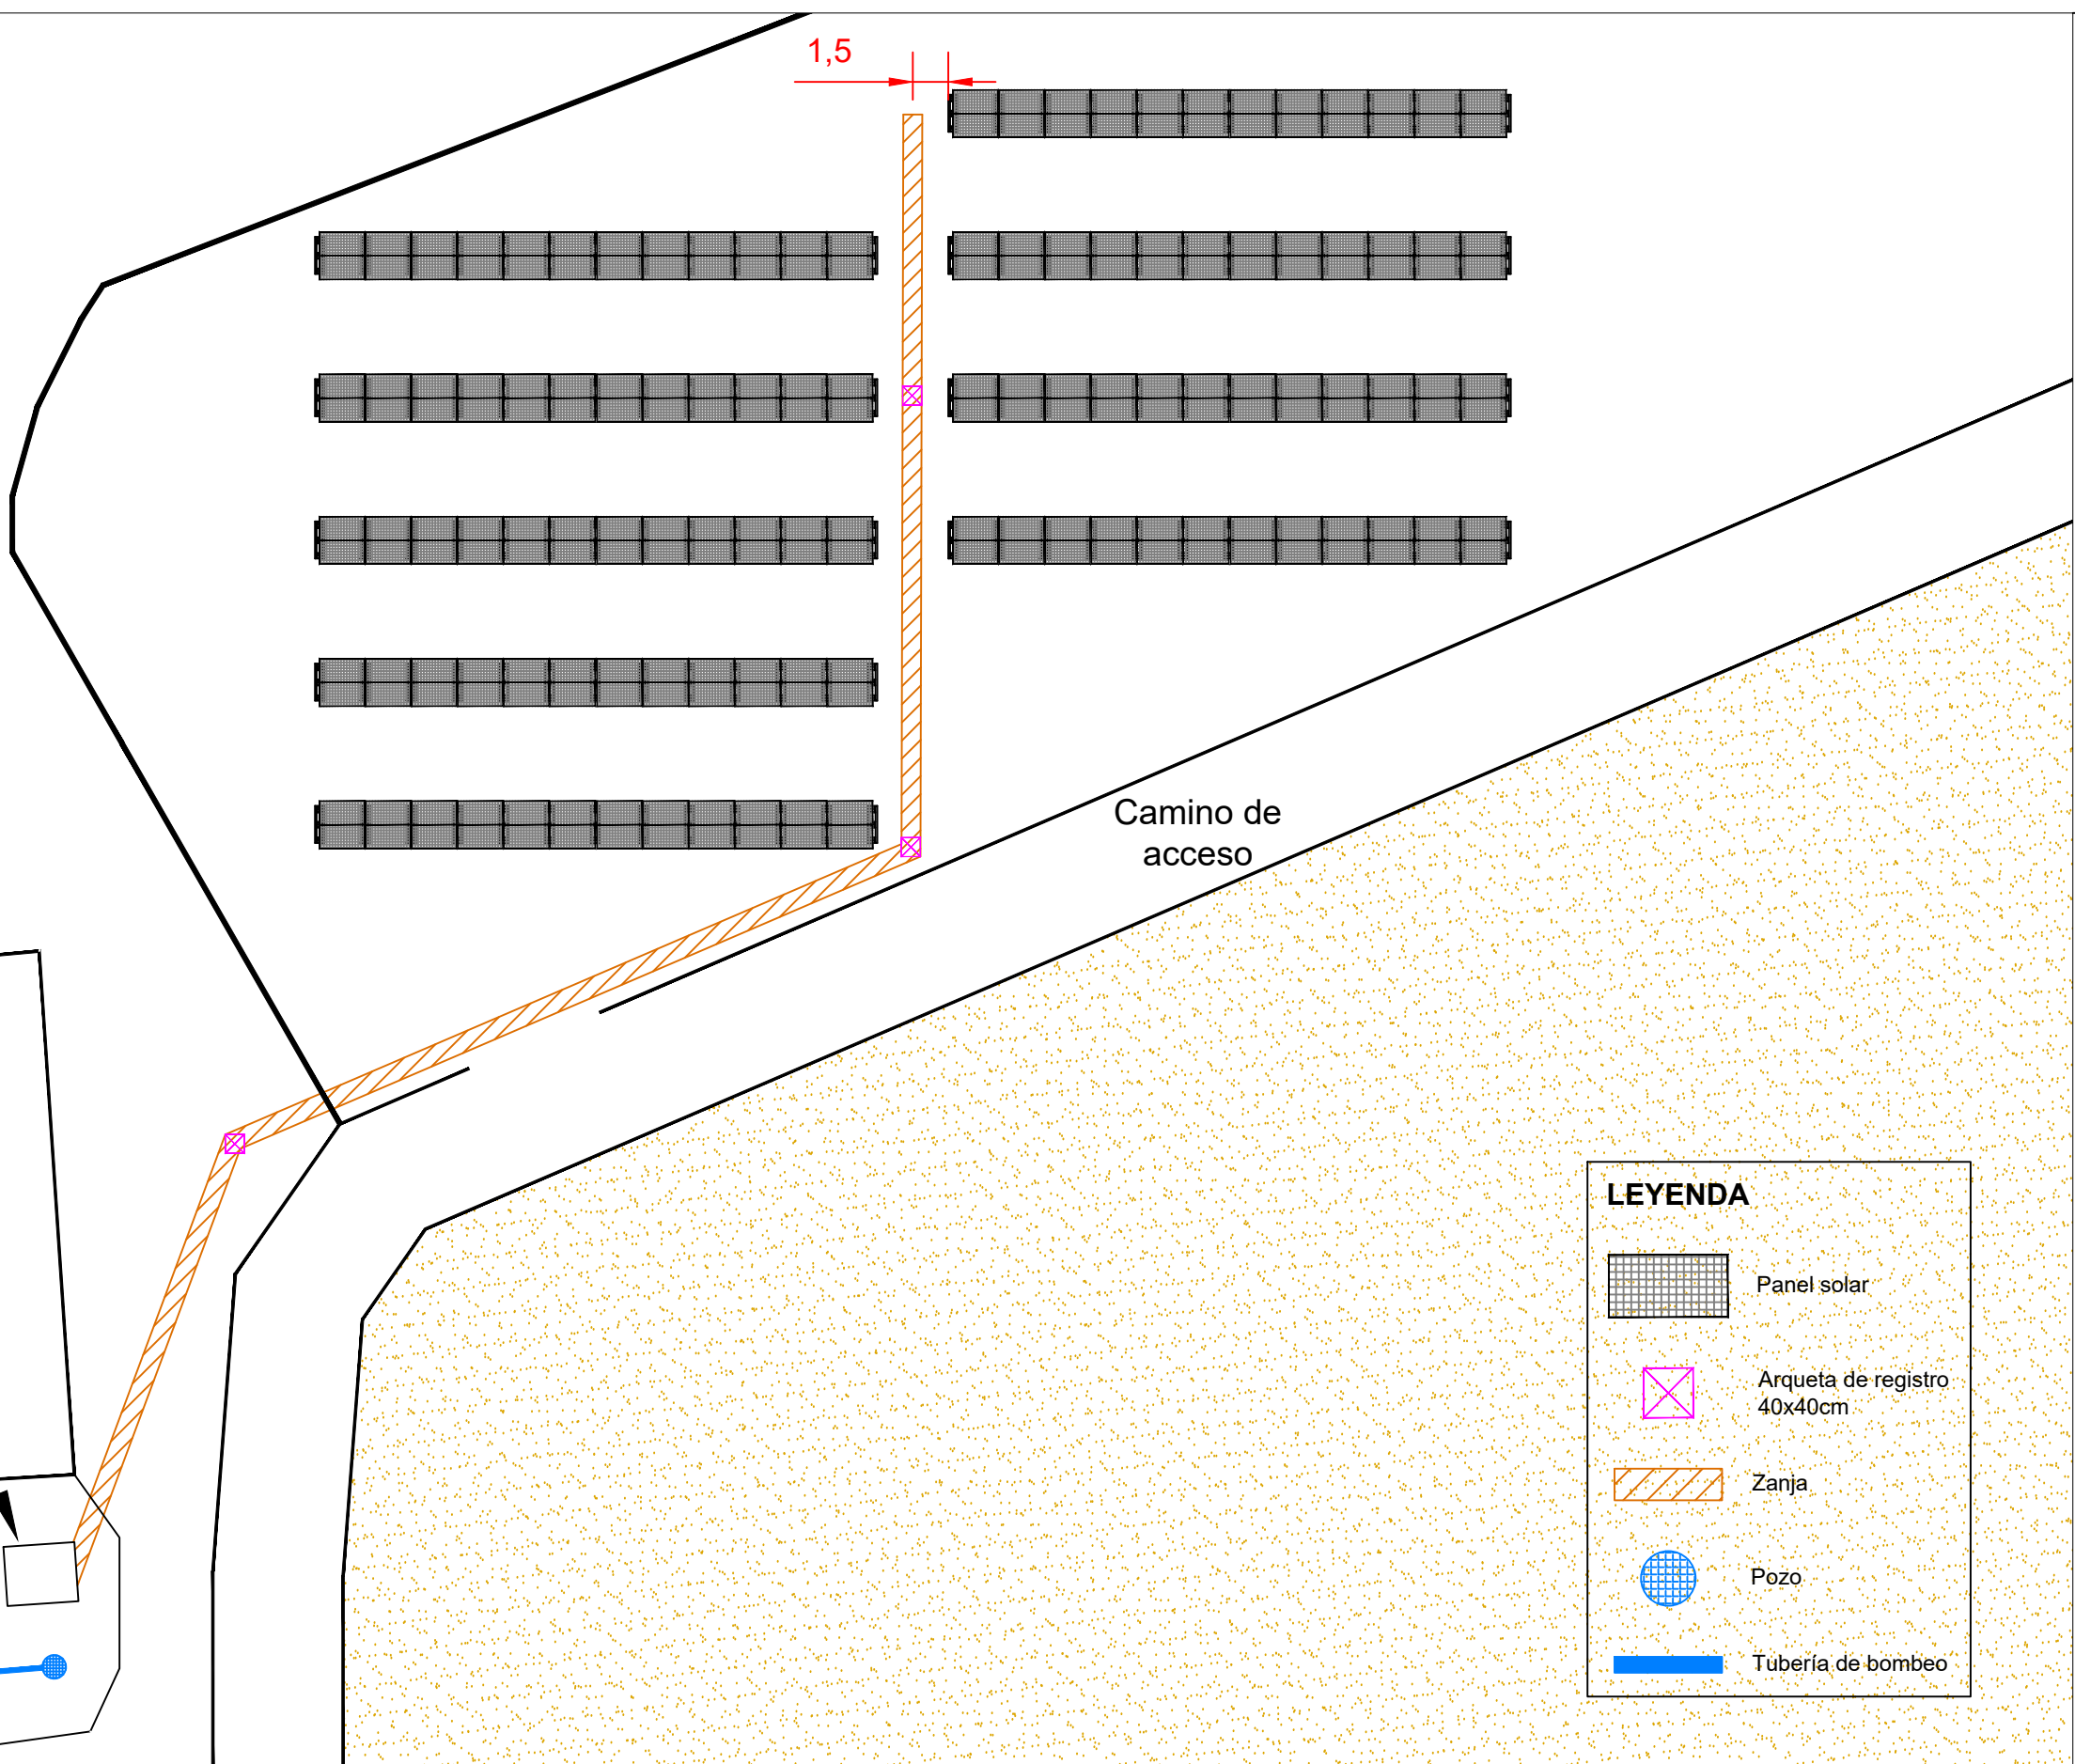 1,5
Camino de
acceso
LEYENDA
Panel solar
Arqueta de registro
40x40cm
Zanja
Pozo
Tubería de bombeo